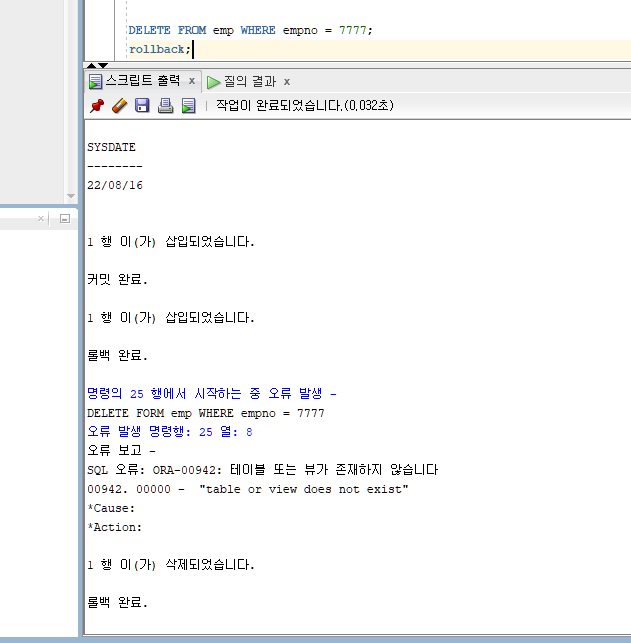 DELETE FROM emp WHERE empno = 7777;
rollback;
스크립트 출력 x
질의 결과 x
작업이 완료되었습니다.(0,032초)
SYSDATE
--------
22/08/16
1 행 이(가) 삽입되었습니다.
커밋 완료.
1 행 이(가) 삽입되었습니다.
롤백 완료.
명령의 25 행에서 시작하는 중 오류 발생 -
DELETE FORM emp WHERE empno = 7777
오류 발생 명령행: 25 열: 8
오류 보고 -
SQL 오류: ORA-00942: 테이블 또는 뷰가 존재하지 않습니다
00942. 00000 - "table or view does not exist"
*Cause:
*Action:
1 행 이(가) 삭제되었습니다.
롤백 완료.